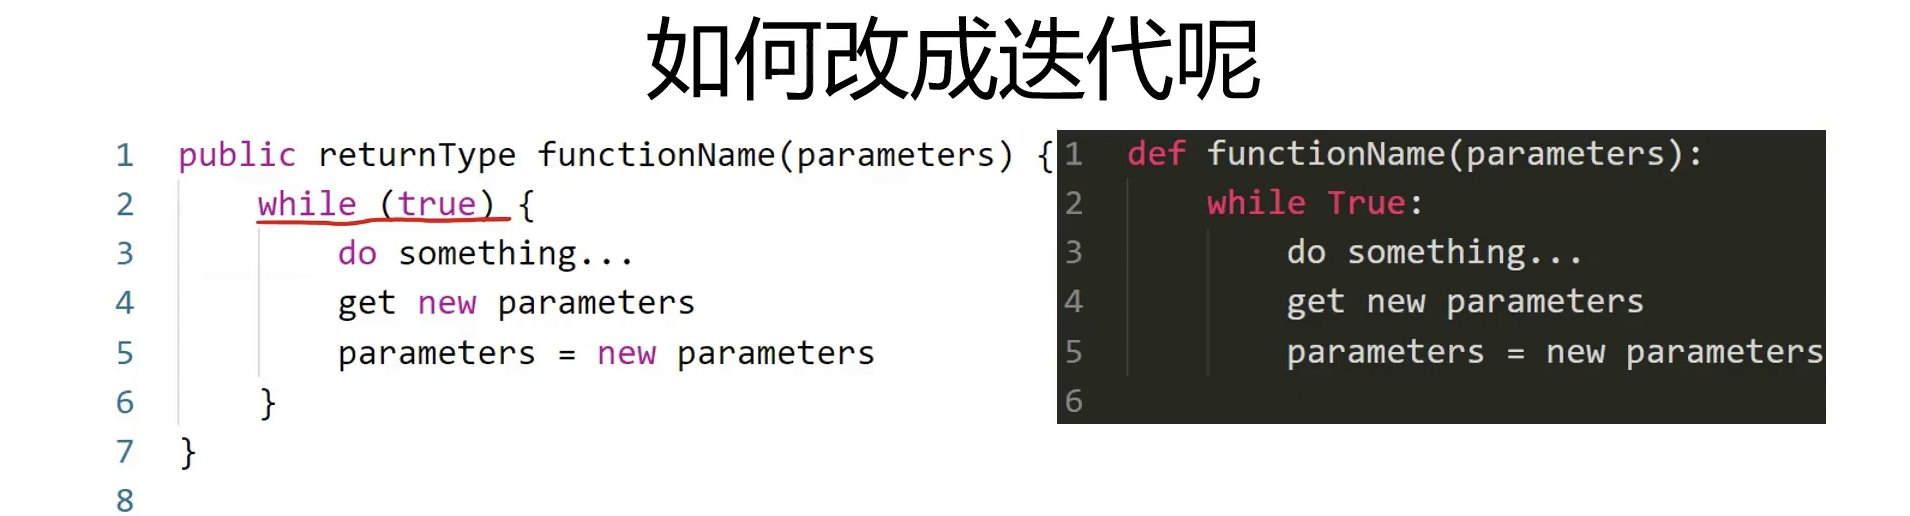 如何改成迭代呢
1 public returnType functionName(parameters) {
2 while (true) {
3 do something...
4 get new parameters
5 parameters = new parameters
6 }
7 }
8
1 def functionName(parameters):
2 while True:
3 do something...
4 get new parameters
5 parameters = new parameters
6